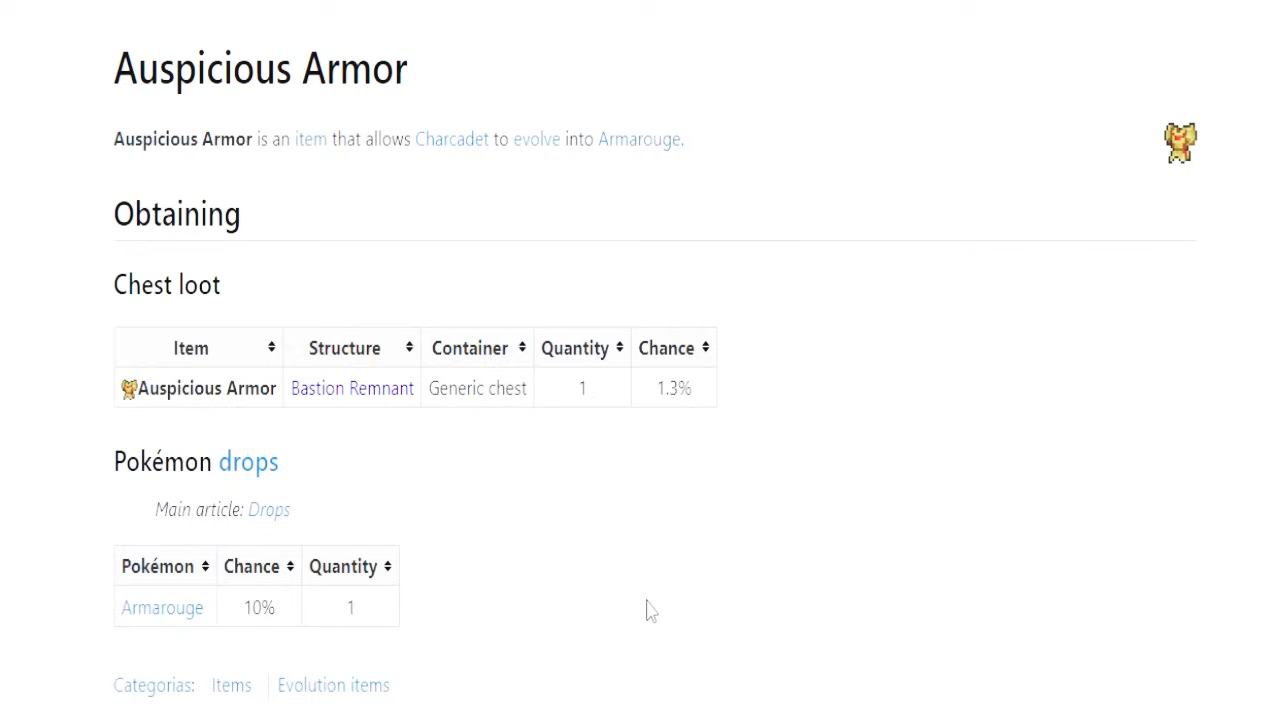 Auspicious Armor
Auspicious Armor is an item that allows Charcadet to evolve into Armarouge.
Obtaining
Chest loot
Item Structure Container Quantity Chance
Auspicious Armor Bastion Remnant Generic chest 1 1.3%
Pokémon drops
Main article: Drops
Pokémon Chance Quantity
Armarouge 10% 1
Categorias: Items Evolution items